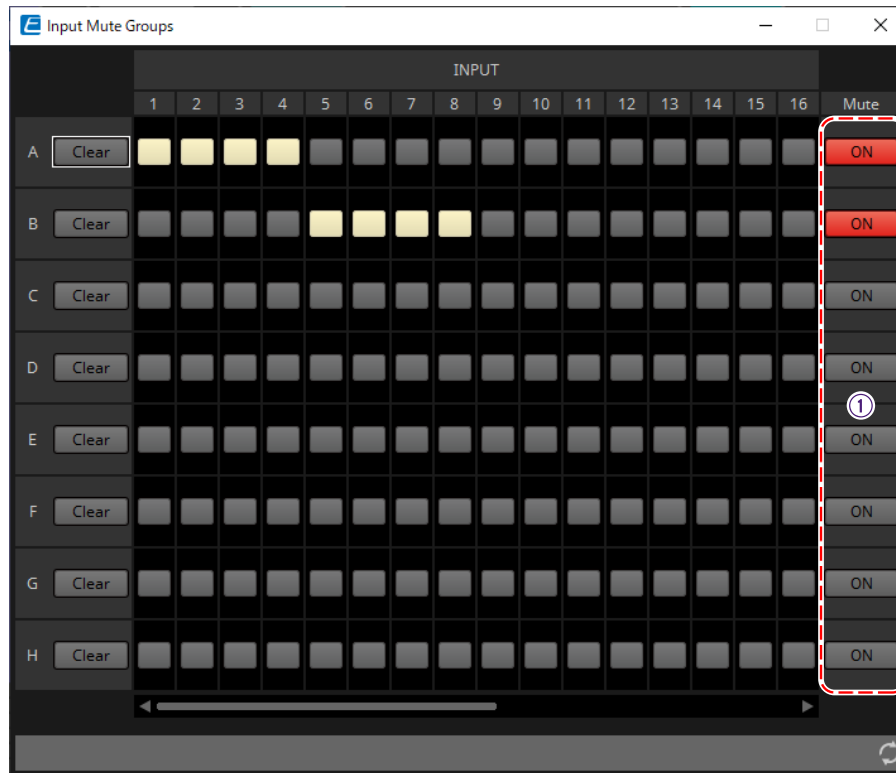 Input Mute Groups
INPUT
1 2 3 4 5 6 7 8 9 10 11 12 13 14 15 16 Mute
A Clear ON
B Clear ON
C Clear ON
D Clear ON
①
E Clear ON
F Clear ON
G Clear ON
H Clear ON